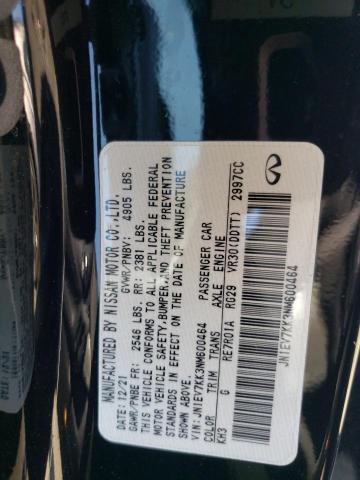 MANUFACTURED BY NISSAN MOTOR CO.,LTD.
12/21 GVWR/PNBV: 4905 LBS.
GAWR/PNBE FR: 2546 LBS. RR: 2381 LBS.
THIS VEHICLE CONFORMS TO ALL APPLICABLE FEDERAL
MOTOR VEHICLE SAFETY,BUMPER,AND THEFT PREVENTION
STANDARDS IN EFFECT ON THE DATE OF MANUFACTURE
SHOWN ABOVE.
VIN:JN1EV7KK3NM600464 PASSENGER CAR
COLOR TRIM TRANS AXLE ENGINE
KH3 G RE7R01A RG29 VR30(DDTT) 2997CC
JN1EV7KK3NM600464